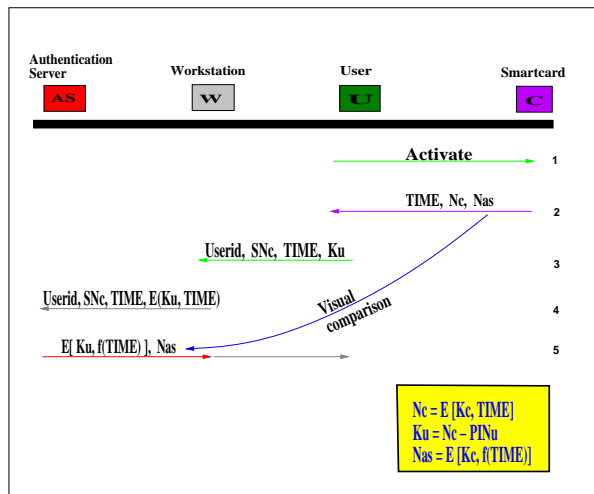 Authentication
Server
Workstation
User
Smartcard
AS
W
U
C
Activate
1
TIME, Nc, Nas
2
Userid, SNc, TIME, Ku
3
Userid, SNc, TIME, E(Ku, TIME)
Visual
comparison
4
E[ Ku, f(TIME) ], Nas
5
Nc = E [Kc, TIME]
Ku = Nc – PINu
Nas = E [Kc, f(TIME)]